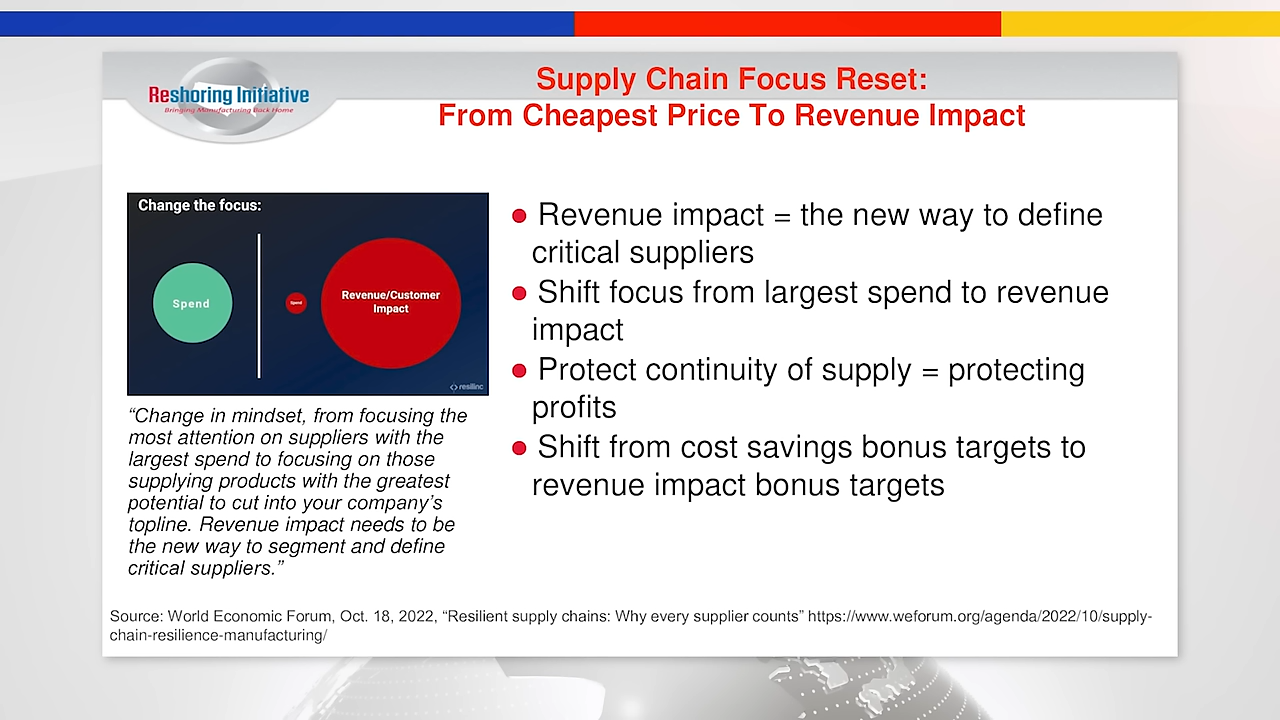 Reshoring Initiative
Bringing Manufacturing Back Home
Supply Chain Focus Reset:
From Cheapest Price To Revenue Impact
Change the focus:
Spend
Spend
Revenue/Customer
Impact
resilinc
“Change in mindset, from focusing the
most attention on suppliers with the
largest spend to focusing on those
supplying products with the greatest
potential to cut into your company’s
topline. Revenue impact needs to be
the new way to segment and define
critical suppliers.”
● Revenue impact = the new way to define
critical suppliers
● Shift focus from largest spend to revenue
impact
● Protect continuity of supply = protecting
profits
● Shift from cost savings bonus targets to
revenue impact bonus targets
Source: World Economic Forum, Oct. 18, 2022, “Resilient supply chains: Why every supplier counts” https://www.weforum.org/agenda/2022/10/supply-
chain-resilience-manufacturing/